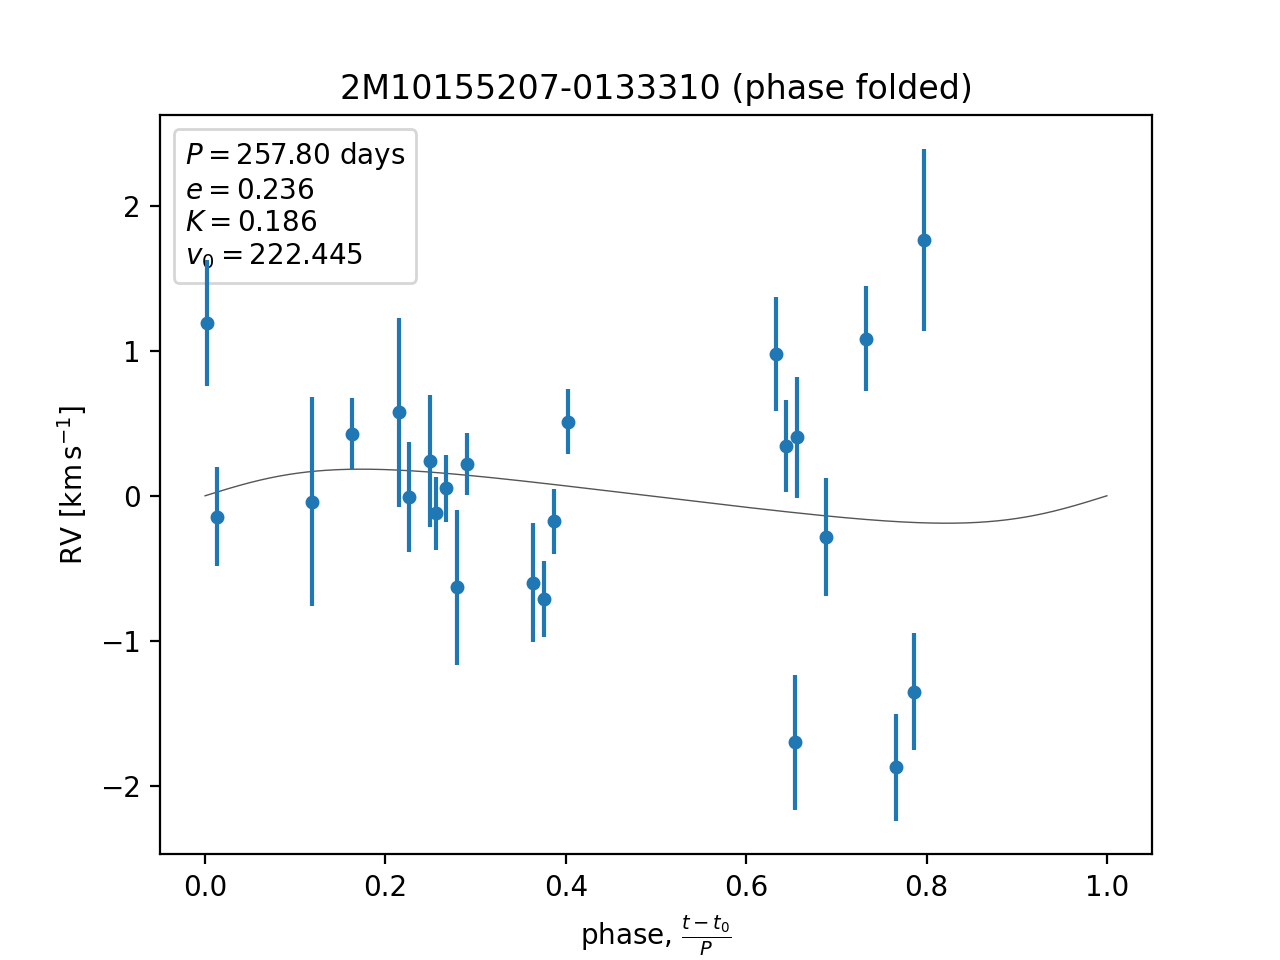 2M10155207-0133310 (phase folded)
P = 257.80 days
e = 0.236
K = 0.186
v₀ = 222.445
RV [km s⁻¹]
2
1
0
−1
−2
0.0 0.2 0.4 0.6 0.8 1.0
phase, (t − t₀)/P